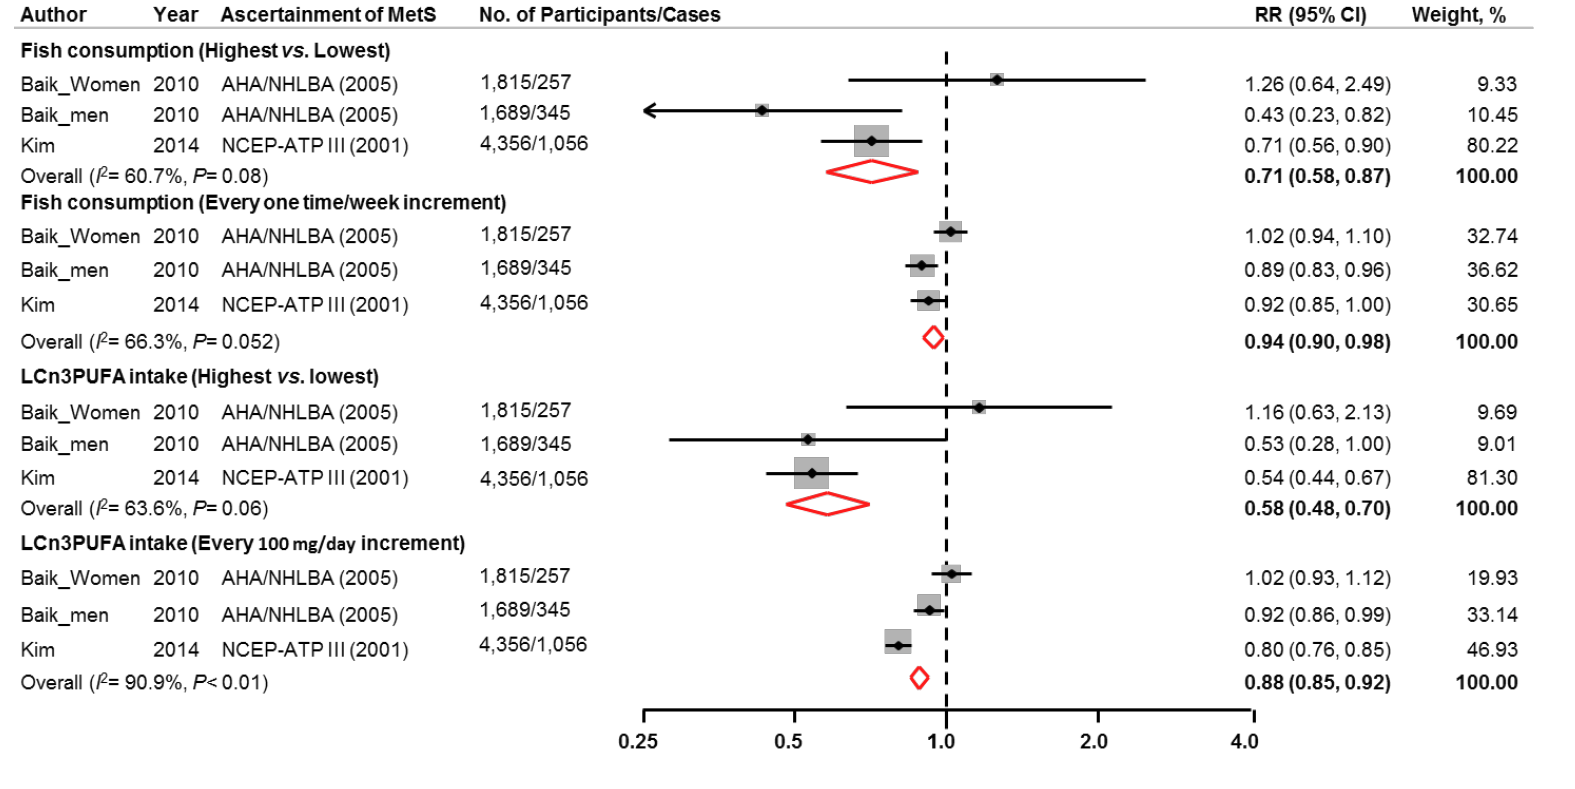 Author Year Ascertainment of MetS No. of Participants/Cases RR (95% CI) Weight, %
Fish consumption (Highest vs. Lowest)
Baik_Women 2010 AHA/NHLBA (2005) 1,815/257 1.26 (0.64, 2.49) 9.33
Baik_men 2010 AHA/NHLBA (2005) 1,689/345 0.43 (0.23, 0.82) 10.45
Kim 2014 NCEP-ATP III (2001) 4,356/1,056 0.71 (0.56, 0.90) 80.22
Overall (I²= 60.7%, P= 0.08) 0.71 (0.58, 0.87) 100.00
Fish consumption (Every one time/week increment)
Baik_Women 2010 AHA/NHLBA (2005) 1,815/257 1.02 (0.94, 1.10) 32.74
Baik_men 2010 AHA/NHLBA (2005) 1,689/345 0.89 (0.83, 0.96) 36.62
Kim 2014 NCEP-ATP III (2001) 4,356/1,056 0.92 (0.85, 1.00) 30.65
Overall (I²= 66.3%, P= 0.052) 0.94 (0.90, 0.98) 100.00
LCn3PUFA intake (Highest vs. lowest)
Baik_Women 2010 AHA/NHLBA (2005) 1,815/257 1.16 (0.63, 2.13) 9.69
Baik_men 2010 AHA/NHLBA (2005) 1,689/345 0.53 (0.28, 1.00) 9.01
Kim 2014 NCEP-ATP III (2001) 4,356/1,056 0.54 (0.44, 0.67) 81.30
Overall (I²= 63.6%, P= 0.06) 0.58 (0.48, 0.70) 100.00
LCn3PUFA intake (Every 100 mg/day increment)
Baik_Women 2010 AHA/NHLBA (2005) 1,815/257 1.02 (0.93, 1.12) 19.93
Baik_men 2010 AHA/NHLBA (2005) 1,689/345 0.92 (0.86, 0.99) 33.14
Kim 2014 NCEP-ATP III (2001) 4,356/1,056 0.80 (0.76, 0.85) 46.93
Overall (I²= 90.9%, P< 0.01) 0.88 (0.85, 0.92) 100.00
0.25 0.5 1.0 2.0 4.0